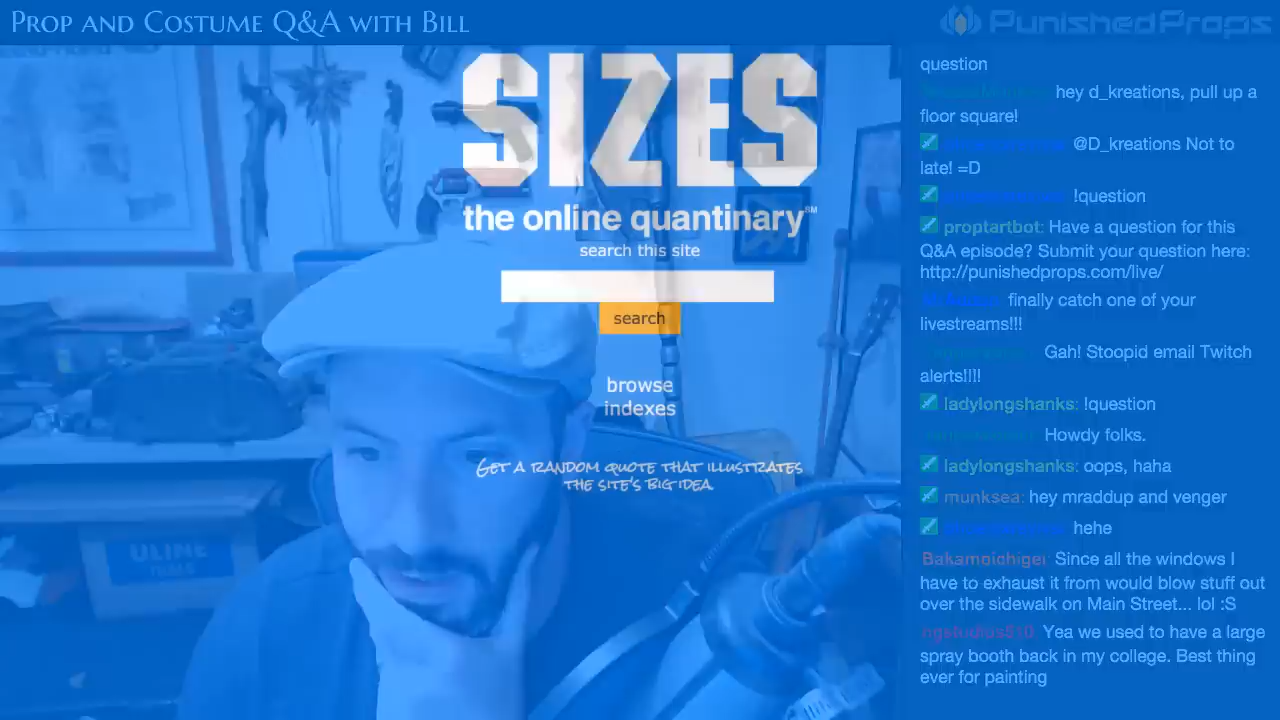 Prop and Costume Q&A with Bill
PunishedProps
SIZES
the online quantinary℠
search this site
search
browse
indexes
Get a random quote that illustrates
the site's big idea.
ULINE
question
hey d_kreations, pull up a
floor square!
@D_kreations Not to
late! =D
!question
proptartbot: Have a question for this
Q&A episode? Submit your question here:
http://punishedprops.com/live/
finally catch one of your
livestreams!!!
Gah! Stoopid email Twitch
alerts!!!!
ladylongshanks: !question
Howdy folks.
ladylongshanks: oops, haha
munksea: hey mraddup and venger
hehe
Bakamoichigei: Since all the windows I
have to exhaust it from would blow stuff out
over the sidewalk on Main Street... lol :S
ngstudios510: Yea we used to have a large
spray booth back in my college. Best thing
ever for painting